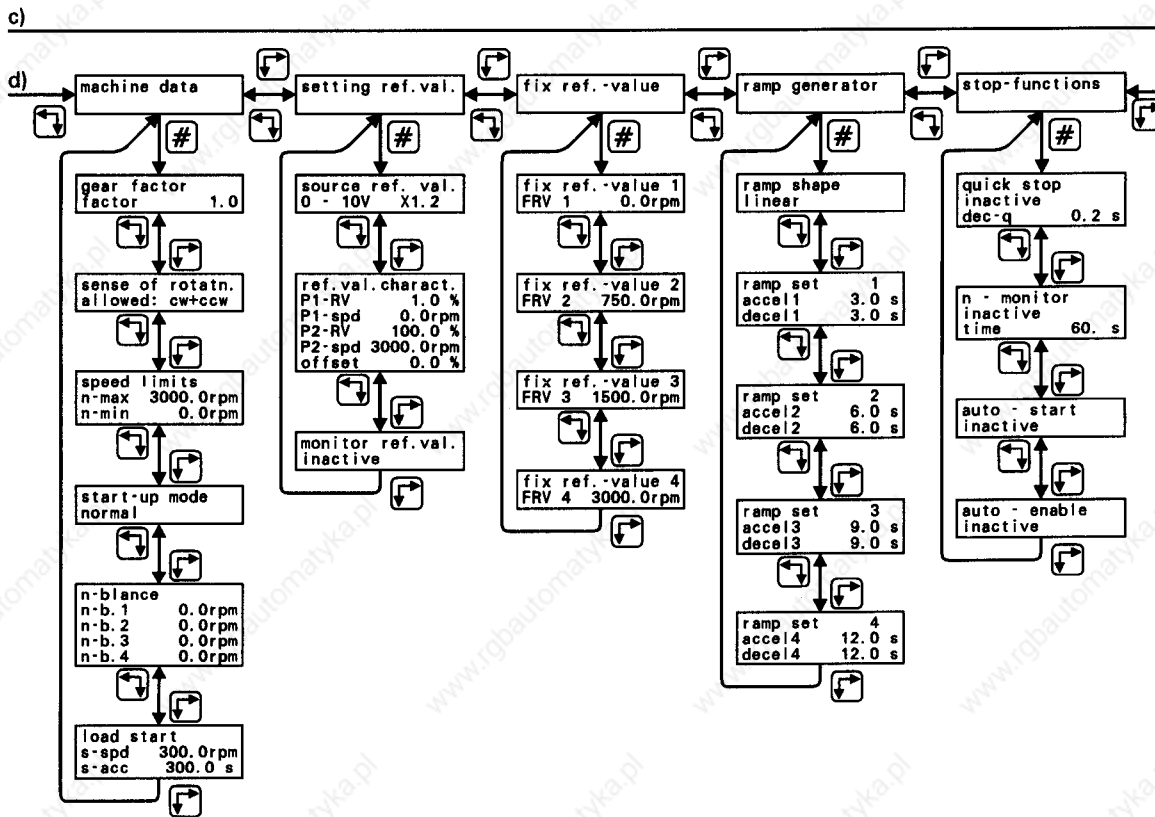 c)
d)
machine data
#
gear factor
factor 1.0
sense of rotatn.
allowed: cw+ccw
speed limits
n-max 3000.0rpm
n-min 0.0rpm
start-up mode
normal
n-blance
n-b.1 0.0rpm
n-b.2 0.0rpm
n-b.3 0.0rpm
n-b.4 0.0rpm
load start
s-spd 300.0rpm
s-acc 300.0 s
setting ref.val.
#
source ref. val.
0 - 10V X1.2
ref.val.charact.
P1-RV 1.0 %
P1-spd 0.0rpm
P2-RV 100.0 %
P2-spd 3000.0rpm
offset 0.0 %
monitor ref.val.
inactive
fix ref.-value
#
fix ref.-value 1
FRV 1 0.0rpm
fix ref.-value 2
FRV 2 750.0rpm
fix ref.-value 3
FRV 3 1500.0rpm
fix ref.-value 4
FRV 4 3000.0rpm
ramp generator
#
ramp shape
linear
ramp set 1
accel1 3.0 s
decel1 3.0 s
ramp set 2
accel2 6.0 s
decel2 6.0 s
ramp set 3
accel3 9.0 s
decel3 9.0 s
ramp set 4
accel4 12.0 s
decel4 12.0 s
stop-functions
#
quick stop
inactive
dec-q 0.2 s
n - monitor
inactive
time 60. s
auto - start
inactive
auto - enable
inactive
www.rgbautomatyka.pl